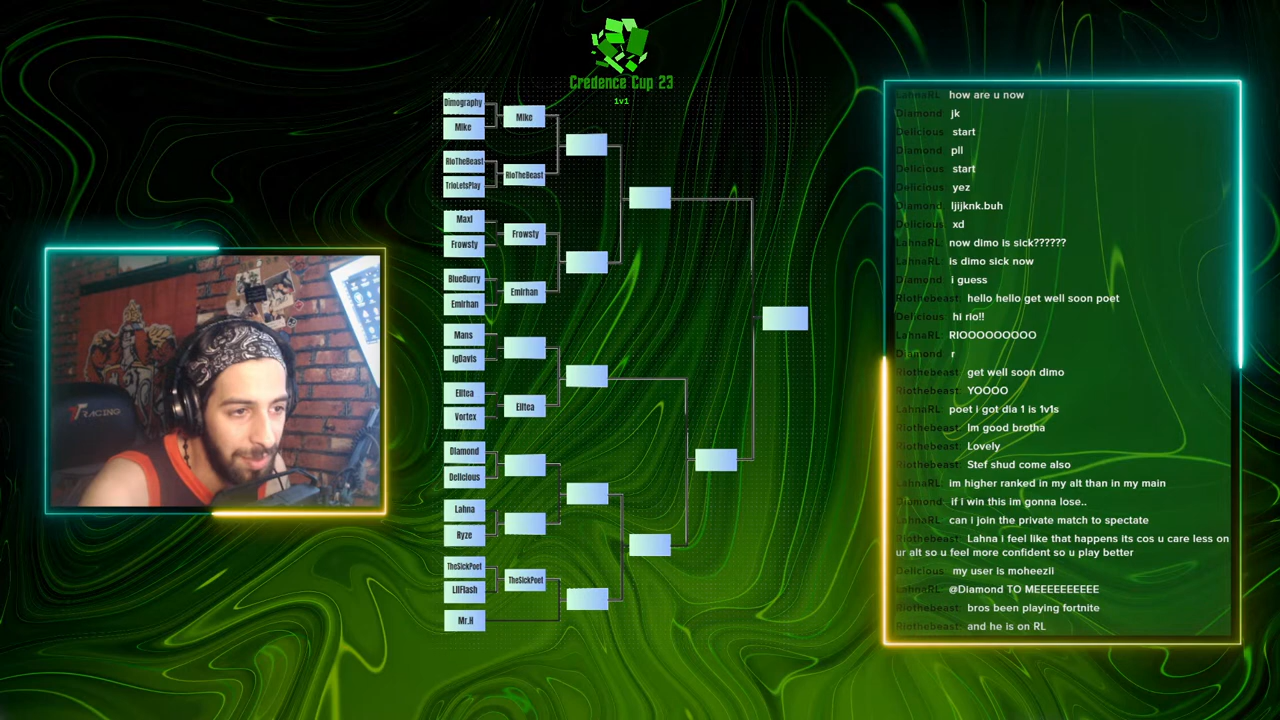 Credence Cup 23
1v1
Dimography
Mike
Mike
RioTheBeast
TrioLetsPlay
RioTheBeast
Maxi
Frowsty
Frowsty
BlueBurry
Emirhan
Emirhan
Mans
IgDavis
Elitea
Vortex
Elitea
Diamond
Delicious
Lahna
Ryze
TheSickPoet
LilFlash
TheSickPoet
Mr.H
RACING
LahnaRL: how are u now
Diamond: jk
Delicious: start
Diamond: pll
Delicious: start
Delicious: yez
Diamond: ljijknk.buh
Delicious: xd
LahnaRL: now dimo is sick??????
LahnaRL: is dimo sick now
Diamond: i guess
Riothebeast: hello hello get well soon poet
Delicious: hi rio!!
LahnaRL: RIOOOOOOOOO
Diamond: r
Riothebeast: get well soon dimo
Riothebeast: YOOOO
LahnaRL: poet i got dia 1 is 1v1s
Riothebeast: Im good brotha
Riothebeast: Lovely
Riothebeast: Stef shud come also
LahnaRL: im higher ranked in my alt than in my main
Diamond: if i win this im gonna lose..
LahnaRL: can i join the private match to spectate
Riothebeast: Lahna i feel like that happens its cos u care less on
ur alt so u feel more confident so u play better
Delicious: my user is moheezii
LahnaRL: @Diamond TO MEEEEEEEEEE
Riothebeast: bros been playing fortnite
Riothebeast: and he is on RL